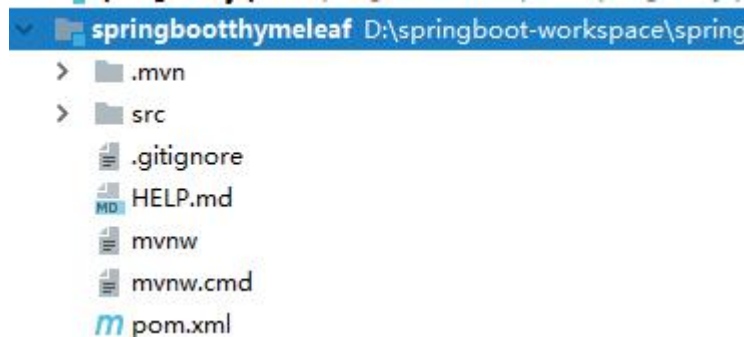 springbootthymeleaf D:\springboot-workspace\spring
.mvn
src
.gitignore
MD HELP.md
mvnw
mvnw.cmd
m pom.xml